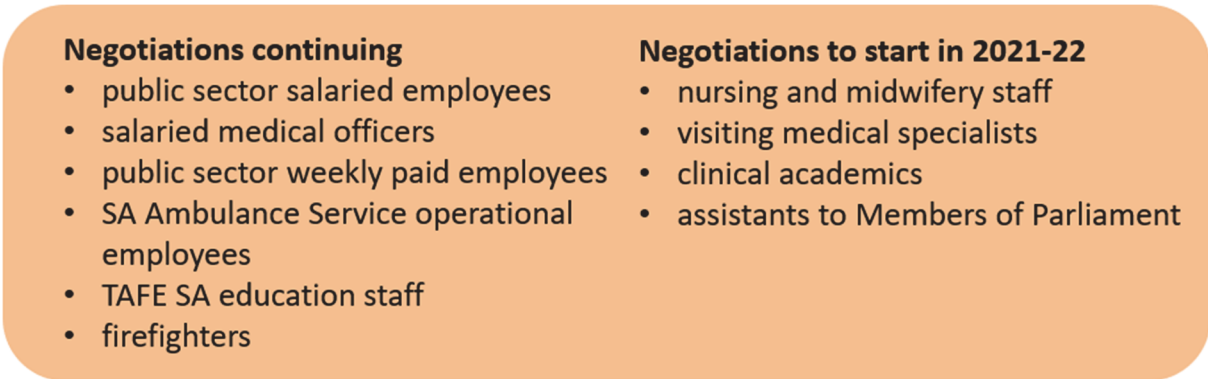 Negotiations continuing
• public sector salaried employees
• salaried medical officers
• public sector weekly paid employees
• SA Ambulance Service operational
employees
• TAFE SA education staff
• firefighters
Negotiations to start in 2021-22
• nursing and midwifery staff
• visiting medical specialists
• clinical academics
• assistants to Members of Parliament